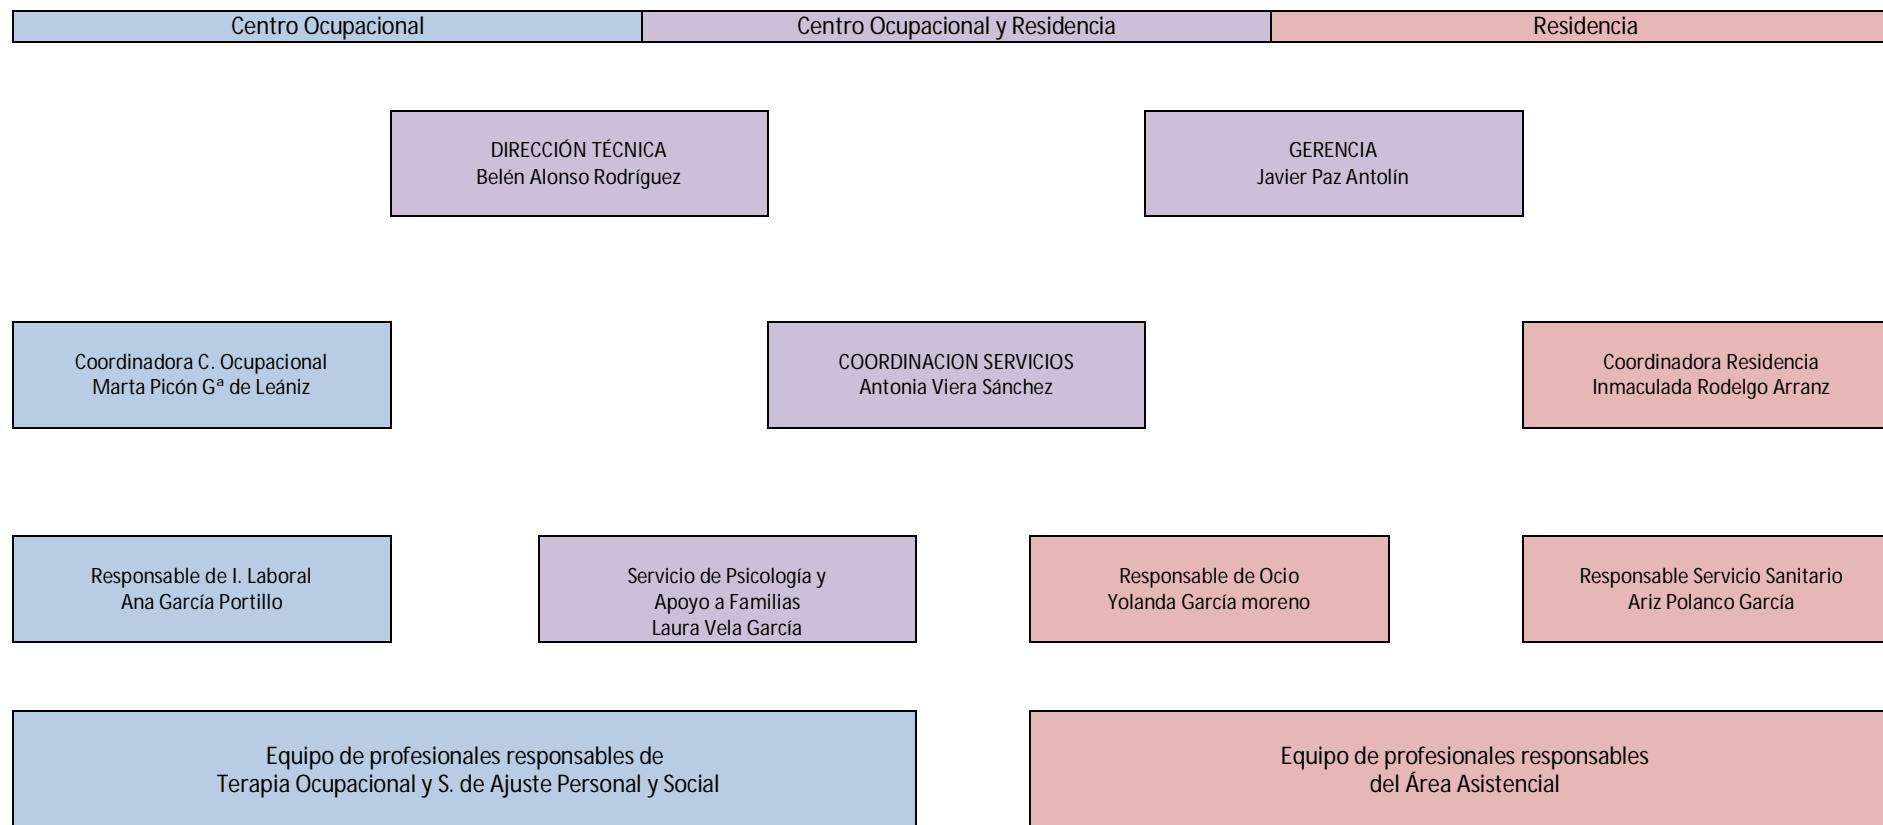 Centro Ocupacional
Centro Ocupacional y Residencia
Residencia
DIRECCIÓN TÉCNICA
Belén Alonso Rodríguez
GERENCIA
Javier Paz Antolín
Coordinadora C. Ocupacional
Marta Picón Gª de Leániz
COORDINACION SERVICIOS
Antonia Viera Sánchez
Coordinadora Residencia
Inmaculada Rodelgo Arranz
Responsable de I. Laboral
Ana García Portillo
Servicio de Psicología y
Apoyo a Familias
Laura Vela García
Responsable de Ocio
Yolanda García moreno
Responsable Servicio Sanitario
Ariz Polanco García
Equipo de profesionales responsables de
Terapia Ocupacional y S. de Ajuste Personal y Social
Equipo de profesionales responsables
del Área Asistencial